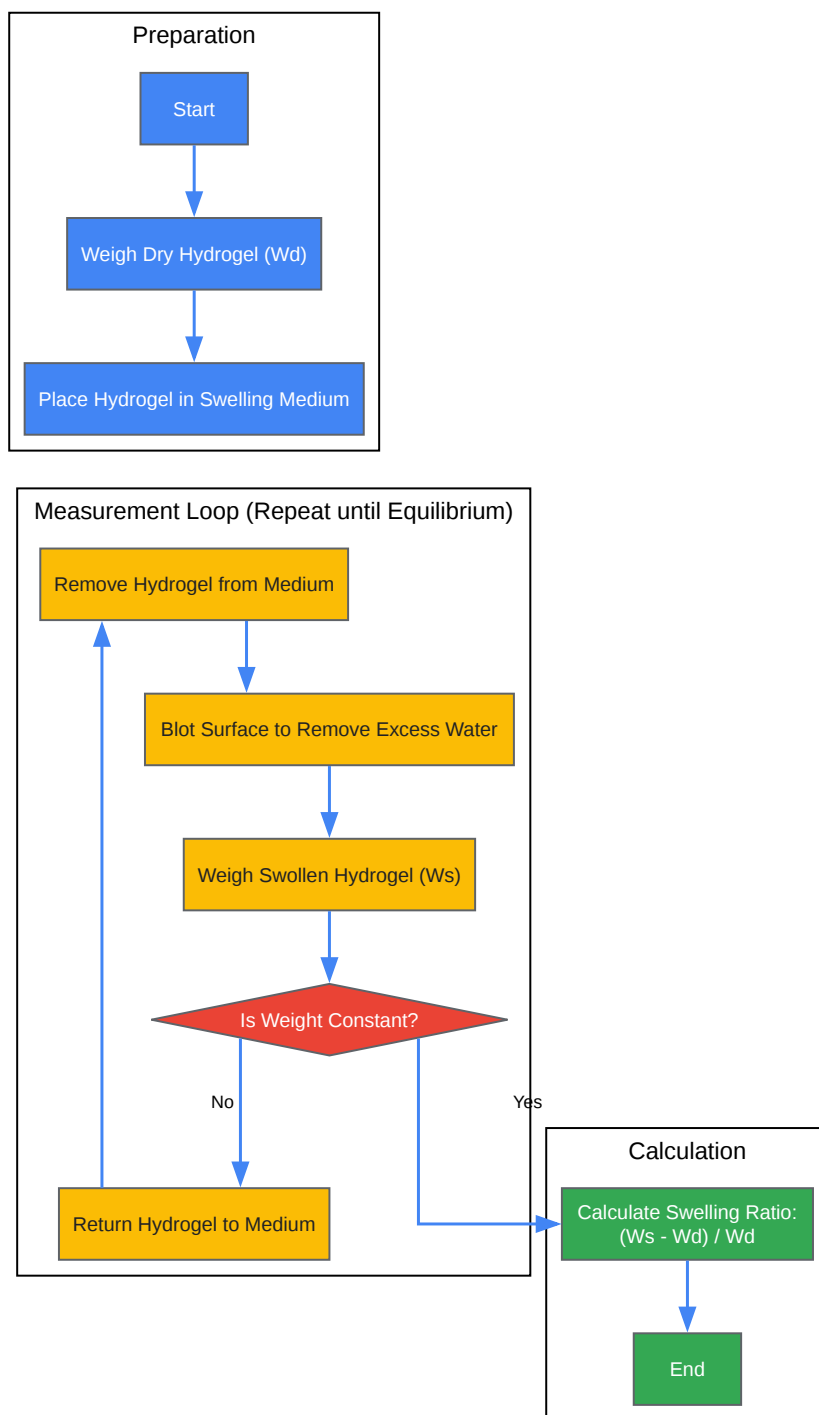 Preparation
Start
Weigh Dry Hydrogel (Wd)
Place Hydrogel in Swelling Medium
Measurement Loop (Repeat until Equilibrium)
Remove Hydrogel from Medium
Blot Surface to Remove Excess Water
Weigh Swollen Hydrogel (Ws)
Is Weight Constant?
No
Yes
Return Hydrogel to Medium
Calculation
Calculate Swelling Ratio:
(Ws - Wd) / Wd
End